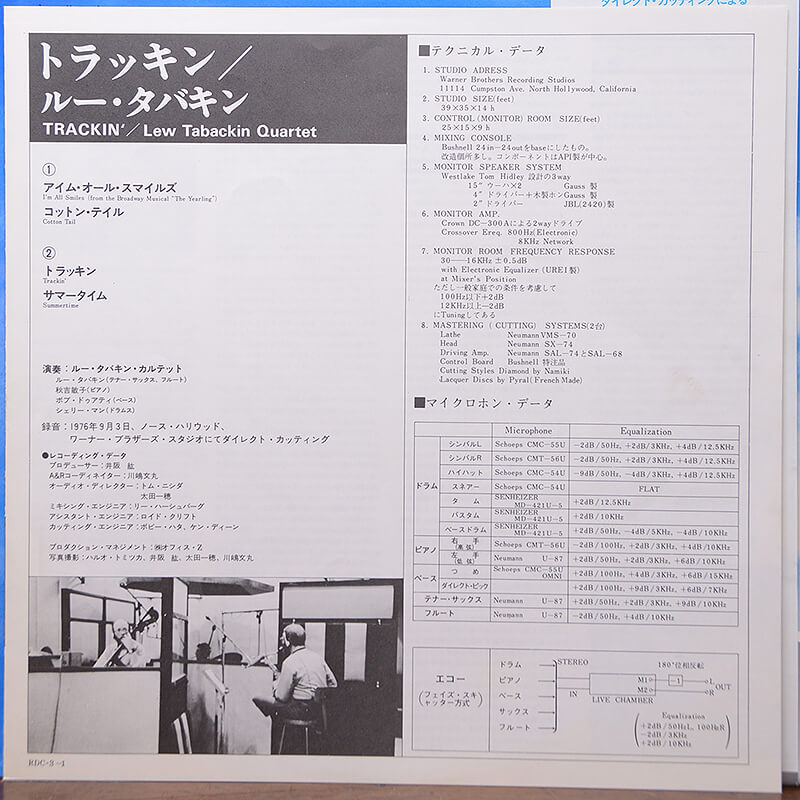 ダイレクト・カッティングによる
トラッキン／
ルー・タバキン
TRACKIN'／Lew Tabackin Quartet
①
アイム・オール・スマイルズ
I'm All Smiles (from the Broadway Musical "The Yearling")
コットン・テイル
Cotton Tail
②
トラッキン
Trackin'
サマータイム
Summertime
演奏：ルー・タバキン・カルテット
ルー・タバキン(テナー・サックス、フルート)
秋吉敏子(ピアノ)
ボブ・ドゥアティ(ベース)
シェリー・マン(ドラムス)
録音：1976年9月3日、ノース・ハリウッド、
ワーナー・ブラザーズ・スタジオにてダイレクト・カッティング
●レコーディング・データ
プロデューサー：井阪 紘
A&Rコーディネイター：川嶋文丸
オーディオ・ディレクター：トム・ニシダ
太田一穂
ミキシング・エンジニア：リー・ハーシュバーグ
アシスタント・エンジニア：ロイド・クリフト
カッティング・エンジニア：ボビー・ハタ、ケン・ディーン
プロダクション・マネジメント：㈱オフィス・Z
写真撮影：ハルオ・トミツカ、井阪 紘、太田一穂、川嶋文丸
RDC-3-4
■テクニカル・データ
1. STUDIO ADRESS
Warner Brothers Recording Studios
11114 Cumpston Ave. North Hollywood, California
2. STUDIO SIZE(feet)
39×35×14 h
3. CONTROL (MONITOR) ROOM SIZE(feet)
25×15×9 h
4. MIXING CONSOLE
Bushnell 24in－24outをbaseにしたもの。
改造個所多し。コンポーネントはAPI製が中心。
5. MONITOR SPEAKER SYSTEM
Westlake Tom Hidley 設計の3way
15" ウーハ×2 Gauss 製
4" ドライバー＋木製ホン Gauss 製
2" ドライバー JBL(2420)製
6. MONITOR AMP.
Crown DC－300Aによる2wayドライブ
Crossover Ereq. 800Hz(Electronic)
8KHz Network
7. MONITOR ROOM FREQUENCY RESPONSE
30——16KHz ±0.5dB
with Electronic Equalizer (UREI製)
at Mixer's Position
ただし一般家庭での条件を考慮して
100Hz以下+2dB
12KHz以上−2dB
にTuningしてある
8. MASTERING ( CUTTING) SYSTEMS(2台)
Lathe Neumann VMS-70
Head Neumann SX-74
Driving Amp. Neumann SAL-74とSAL-68
Control Board Bushnell 特注品
Cutting Styles Diamond by Namiki
Lacquer Discs by Pyral(French Made)
■マイクロホン・データ
Microphone Equalization
ドラム シンバルL Schoeps CMC-55U -2dB/50Hz, +2dB/3KHz, +4dB/12.5KHz
シンバルR Schoeps CMT-56U -2dB/50Hz, +2dB/3KHz, +4dB/12.5KHz
ハイハット Schoeps CMC-54U -9dB/50Hz, -4dB/3KHz, +4dB/12.5KHz
スネアー Schoeps CMC-54U FLAT
タム SENHEIZER MD-421U-5 +2dB/12.5KHz
バスタム SENHEIZER MD-421U-5 +2dB/10KHz
ベースドラム SENHEIZER MD-421U-5 +2dB/50Hz, -4dB/5KHz, -4dB/10KHz
ピアノ 右手(高弦) Schoeps CMT-56U -2dB/100Hz, +2dB/3KHz, +4dB/10KHz
左手(低弦) Neumann U-87 +2dB/50Hz, +2dB/3KHz, +6dB/10KHz
ベース つめ Schoeps CMC-55U OMNI +2dB/100Hz, +4dB/3KHz, +6dB/15KHz
ダイレクト・ピック +2dB/100Hz, +9dB/3KHz, +6dB/7KHz
テナー・サックス Neumann U-87 +2dB/50Hz, +2dB/3KHz, +9dB/10KHz
フルート Neumann U-87 -2dB/50Hz, +4dB/10KHz
エコー
(フェイズ・スキャッター方式)
ドラム
ピアノ
ベース
サックス
フルート
STEREO
IN
180°位相反転
M1
M2
-1
L
R
OUT
LIVE CHAMBER
Equalization
+2dB/50HzL, 100HzR
-2dB/3KHz
+2dB/10KHz